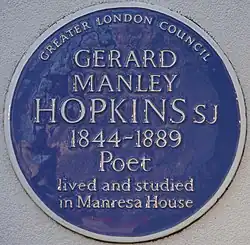 GREATER LONDON COUNCIL
GERARD
MANLEY
HOPKINS SJ
1844-1889
Poet
lived and studied
in Manresa House